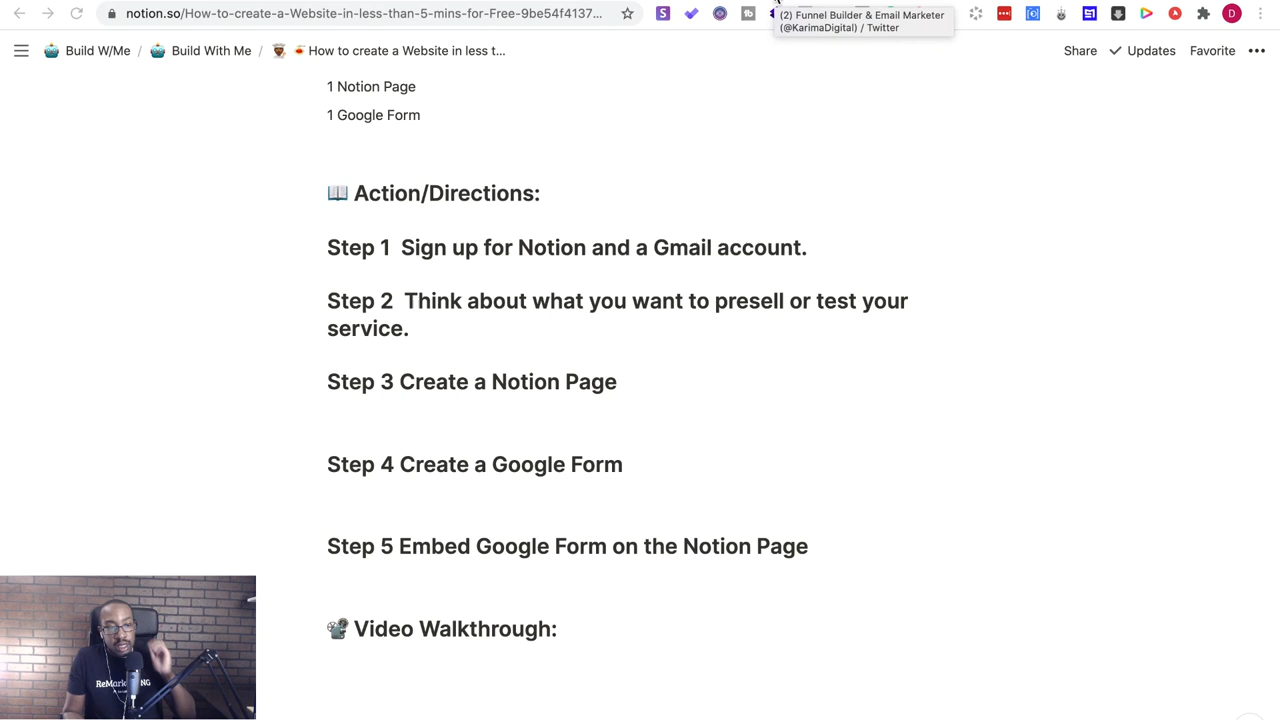 notion.so/How-to-create-a-Website-in-less-than-5-mins-for-Free-9be54f4137...
(2) Funnel Builder & Email Marketer
(@KarimaDigital) / Twitter
Build W/Me / Build With Me / How to create a Website in less t...
Share Updates Favorite
1 Notion Page
1 Google Form
Action/Directions:
Step 1 Sign up for Notion and a Gmail account.
Step 2 Think about what you want to presell or test your
service.
Step 3 Create a Notion Page
Step 4 Create a Google Form
Step 5 Embed Google Form on the Notion Page
Video Walkthrough: